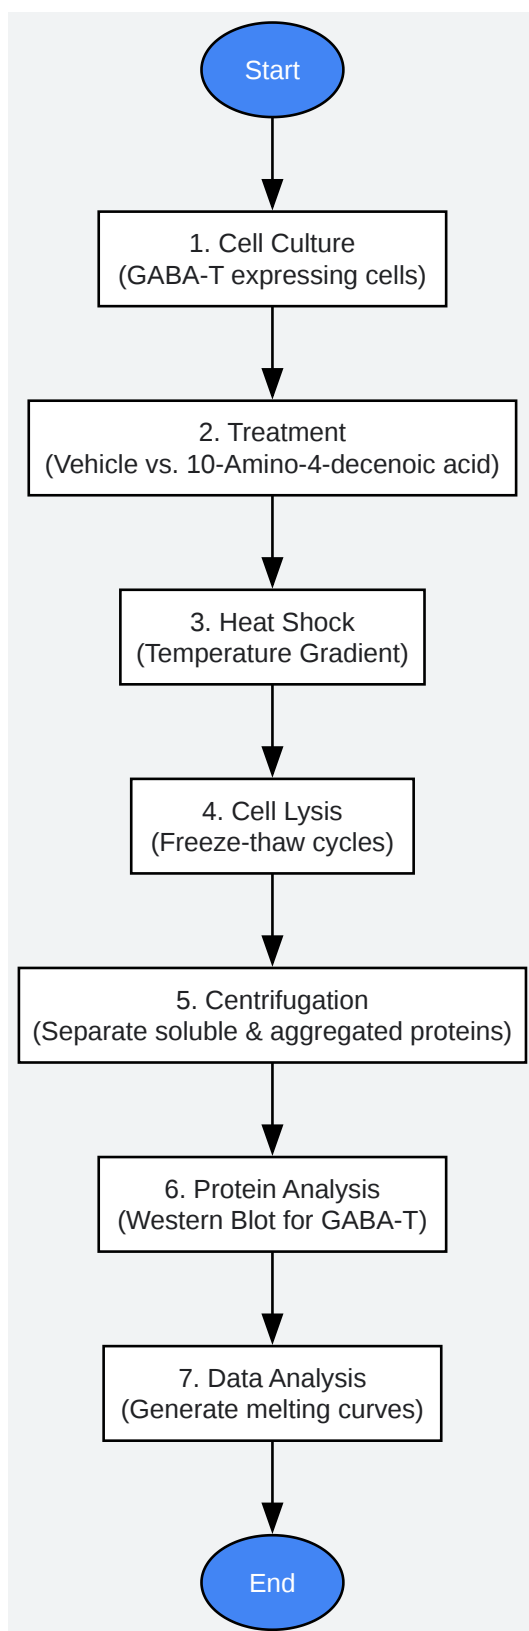 Start
1. Cell Culture
(GABA-T expressing cells)
2. Treatment
(Vehicle vs. 10-Amino-4-decenoic acid)
3. Heat Shock
(Temperature Gradient)
4. Cell Lysis
(Freeze-thaw cycles)
5. Centrifugation
(Separate soluble & aggregated proteins)
6. Protein Analysis
(Western Blot for GABA-T)
7. Data Analysis
(Generate melting curves)
End